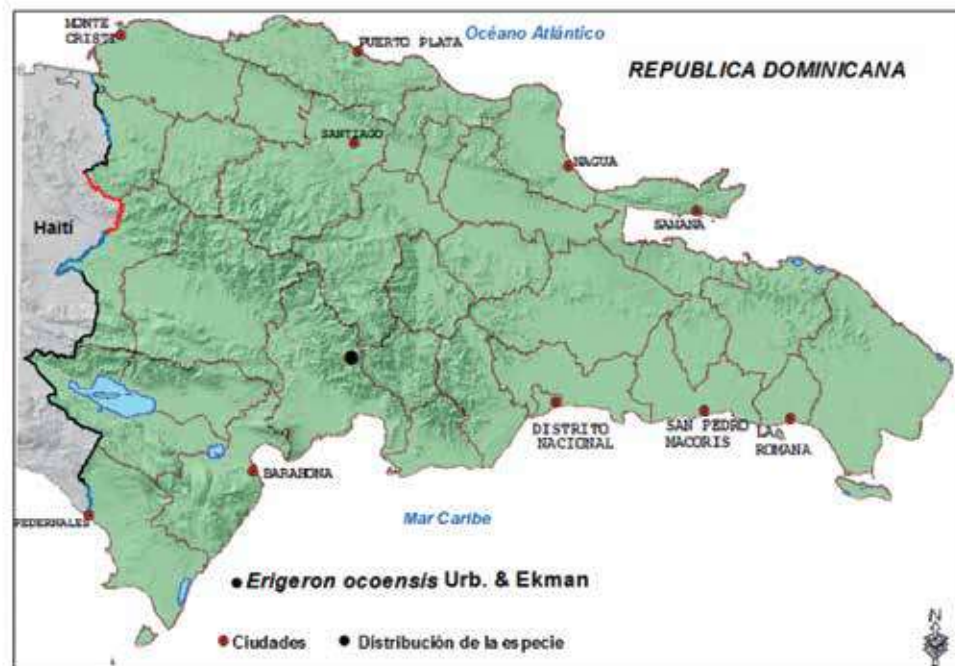 MONTE
CRISTI
PUERTO PLATA
Océano Atlántico
REPUBLICA DOMINICANA
SANTIAGO
NAGUA
Haití
SAMANA
DISTRITO
NACIONAL
SAN PEDRO
MACORIS
LA
ROMANA
BARAHONA
PEDERNALES
Mar Caribe
Erigeron ocoensis Urb. & Ekman
Ciudades
Distribución de la especie
N